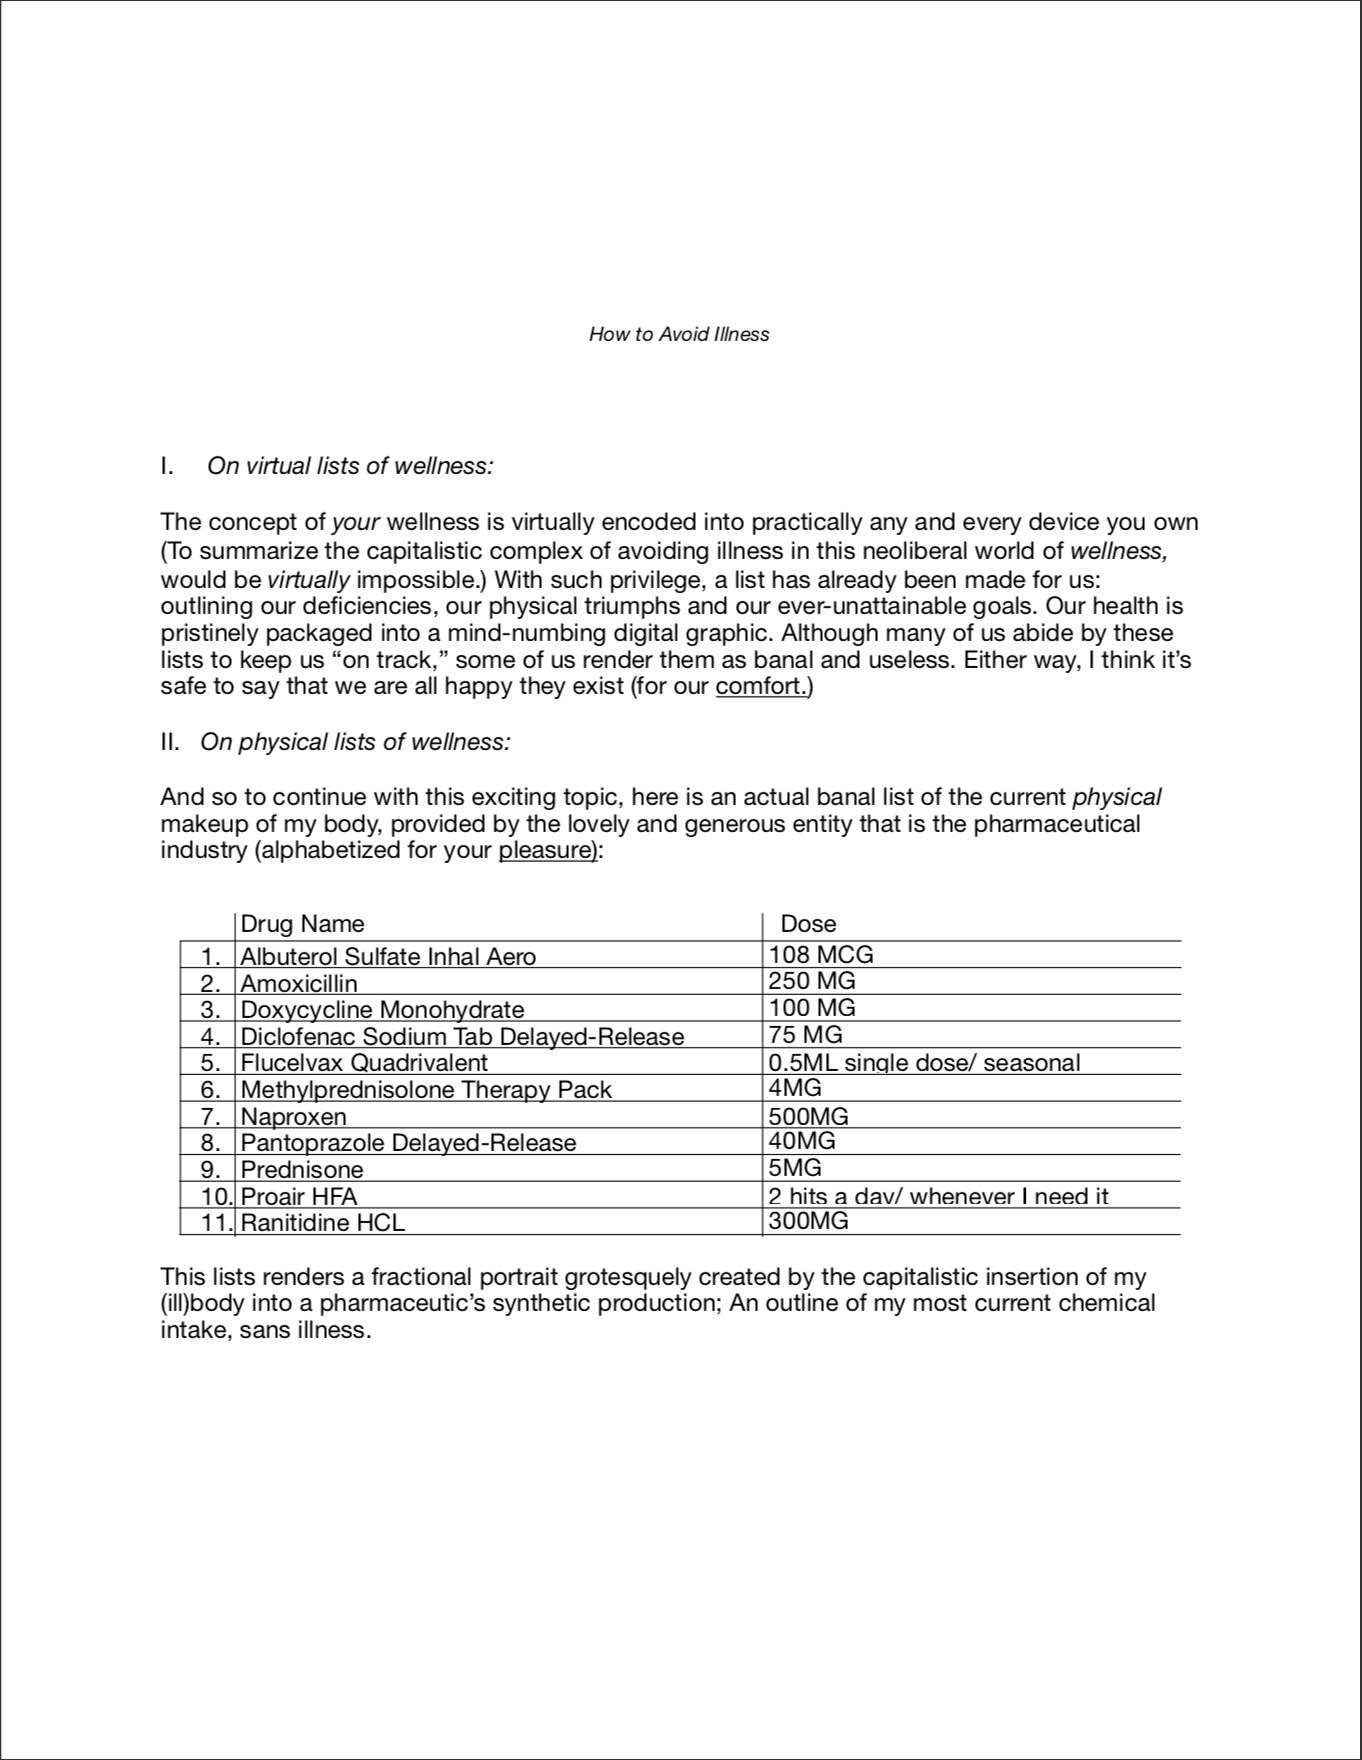 How to Avoid Illness
I. On virtual lists of wellness:
The concept of your wellness is virtually encoded into practically any and every device you own
(To summarize the capitalistic complex of avoiding illness in this neoliberal world of wellness,
would be virtually impossible.) With such privilege, a list has already been made for us:
outlining our deficiencies, our physical triumphs and our ever-unattainable goals. Our health is
pristinely packaged into a mind-numbing digital graphic. Although many of us abide by these
lists to keep us “on track,” some of us render them as banal and useless. Either way, I think it’s
safe to say that we are all happy they exist (for our comfort.)
II. On physical lists of wellness:
And so to continue with this exciting topic, here is an actual banal list of the current physical
makeup of my body, provided by the lovely and generous entity that is the pharmaceutical
industry (alphabetized for your pleasure):
Drug Name Dose
1. Albuterol Sulfate Inhal Aero 108 MCG
2. Amoxicillin 250 MG
3. Doxycycline Monohydrate 100 MG
4. Diclofenac Sodium Tab Delayed-Release 75 MG
5. Flucelvax Quadrivalent 0.5ML single dose/ seasonal
6. Methylprednisolone Therapy Pack 4MG
7. Naproxen 500MG
8. Pantoprazole Delayed-Release 40MG
9. Prednisone 5MG
10. Proair HFA 2 hits a day/ whenever I need it
11. Ranitidine HCL 300MG
This lists renders a fractional portrait grotesquely created by the capitalistic insertion of my
(ill)body into a pharmaceutic’s synthetic production; An outline of my most current chemical
intake, sans illness.